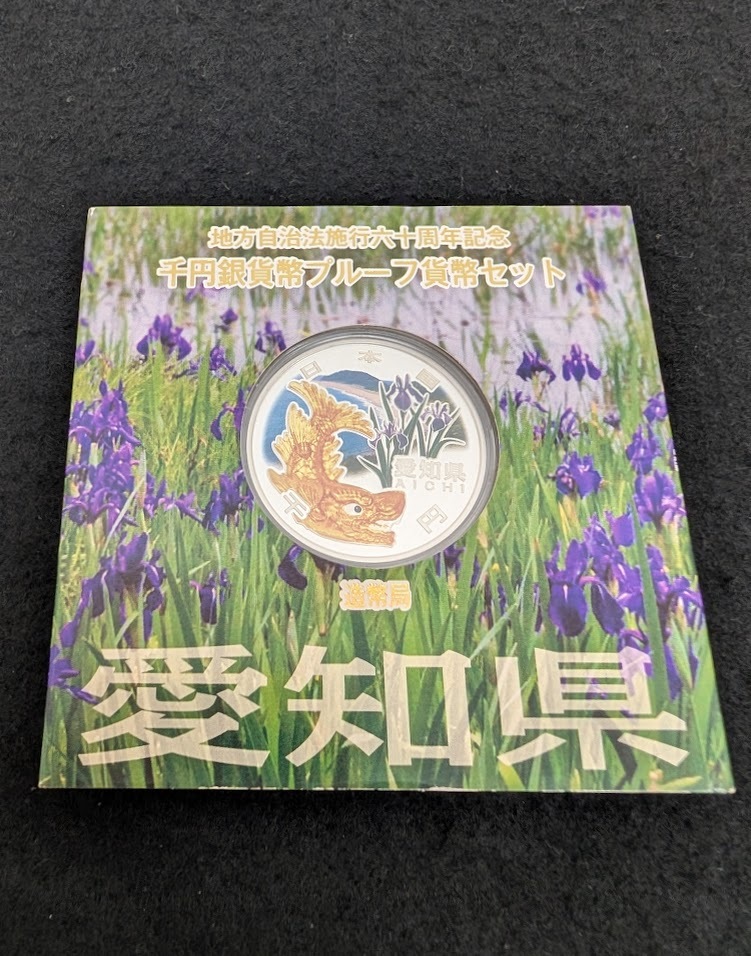 地方自治法施行六十周年記念
千円銀貨幣プルーフ貨幣セット
日本国
愛知県
AICHI
千円
造幣局
愛知県